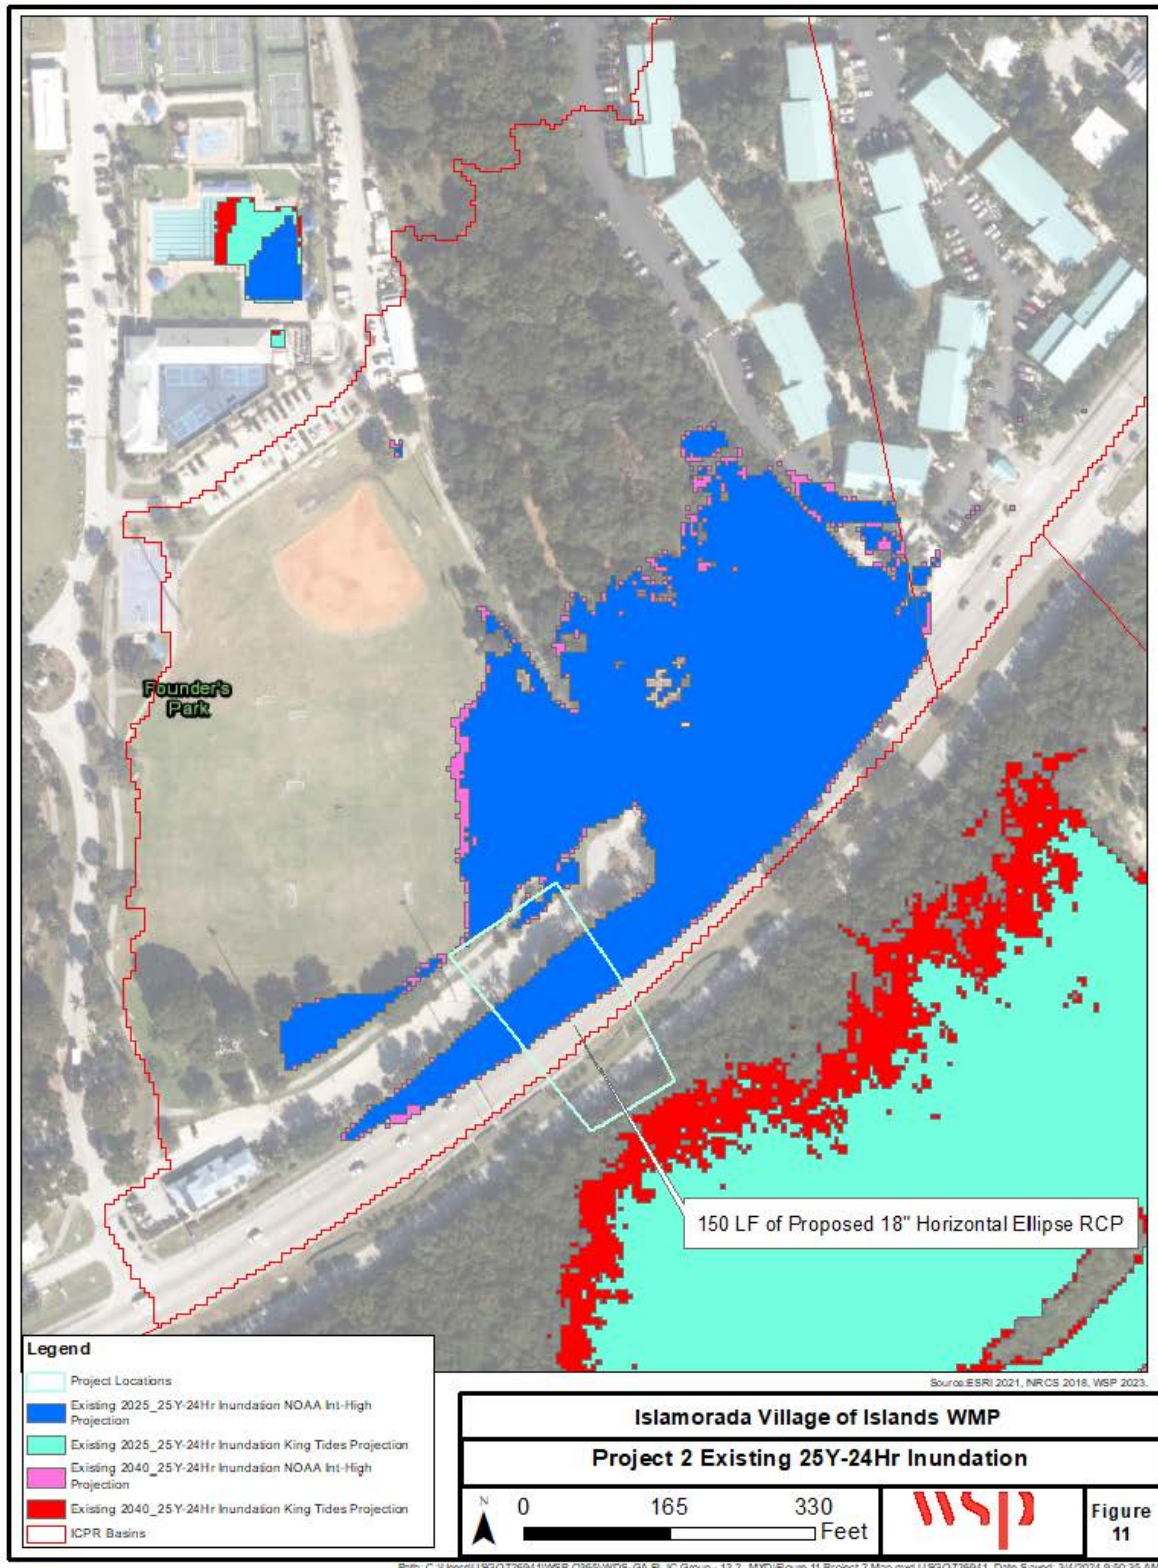 Founder's
Park
150 LF of Proposed 18" Horizontal Ellipse RCP
Legend
Project Locations
Existing 2025_25Y-24Hr Inundation NOAA Int-High
Projection
Existing 2025_25Y-24Hr Inundation King Tides Projection
Existing 2040_25Y-24Hr Inundation NOAA Int-High
Projection
Existing 2040_25Y-24Hr Inundation King Tides Projection
ICPR Basins
Source:ESRI 2021, NRCS 2018, WSP 2023.
Islamorada Village of Islands WMP
Project 2 Existing 25Y-24Hr Inundation
N
0 165 330
Feet
WSP
Figure
11